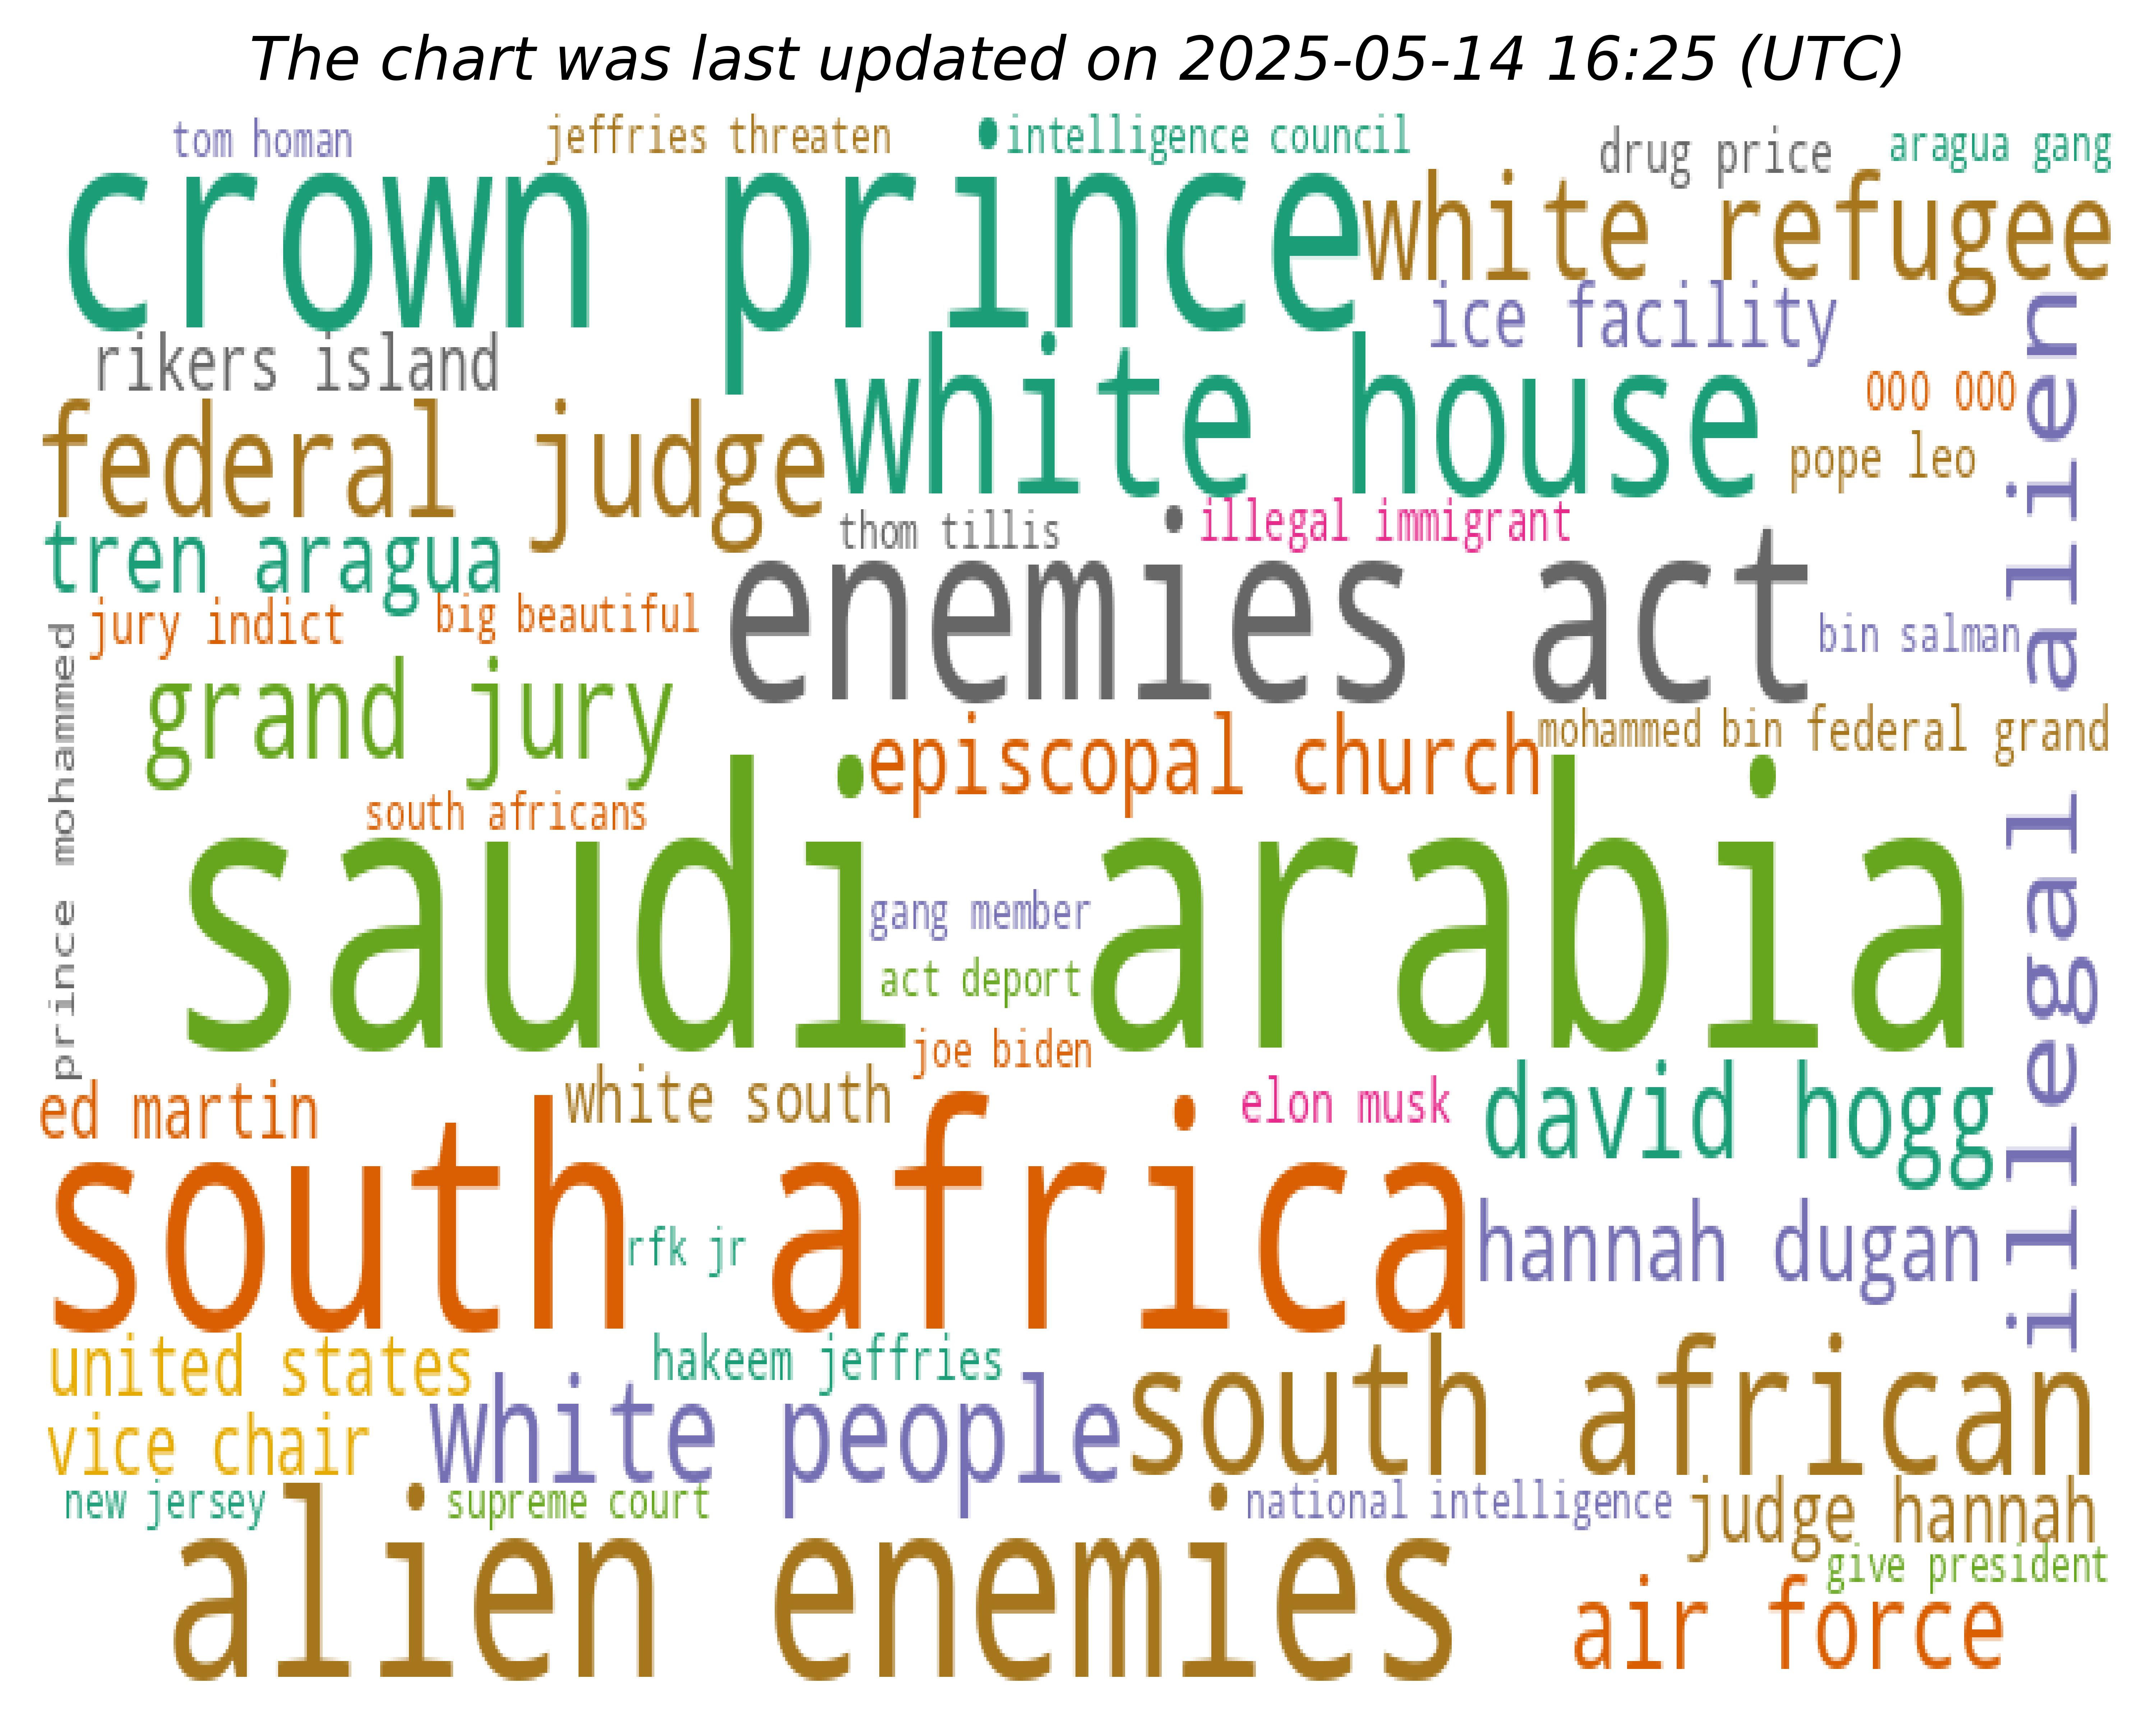 The chart was last updated on 2025-05-14 16:25 (UTC)
tom homan
jeffries threaten
intelligence council
drug price
aragua gang
crown prince
white refugee
ice facility
rikers island
white house
000 000
federal judge
pope leo
thom tillis
illegal immigrant
tren aragua
enemies act
jury indict
big beautiful
bin salman
illegal alien
prince mohammed
grand jury
episcopal church
mohammed bin
federal grand
south africans
saudi arabia
gang member
act deport
joe biden
ed martin
white south
elon musk
david hogg
south africa
rfk jr
hannah dugan
united states
hakeem jeffries
south african
vice chair
white people
new jersey
supreme court
national intelligence
judge hannah
give president
alien enemies
air force